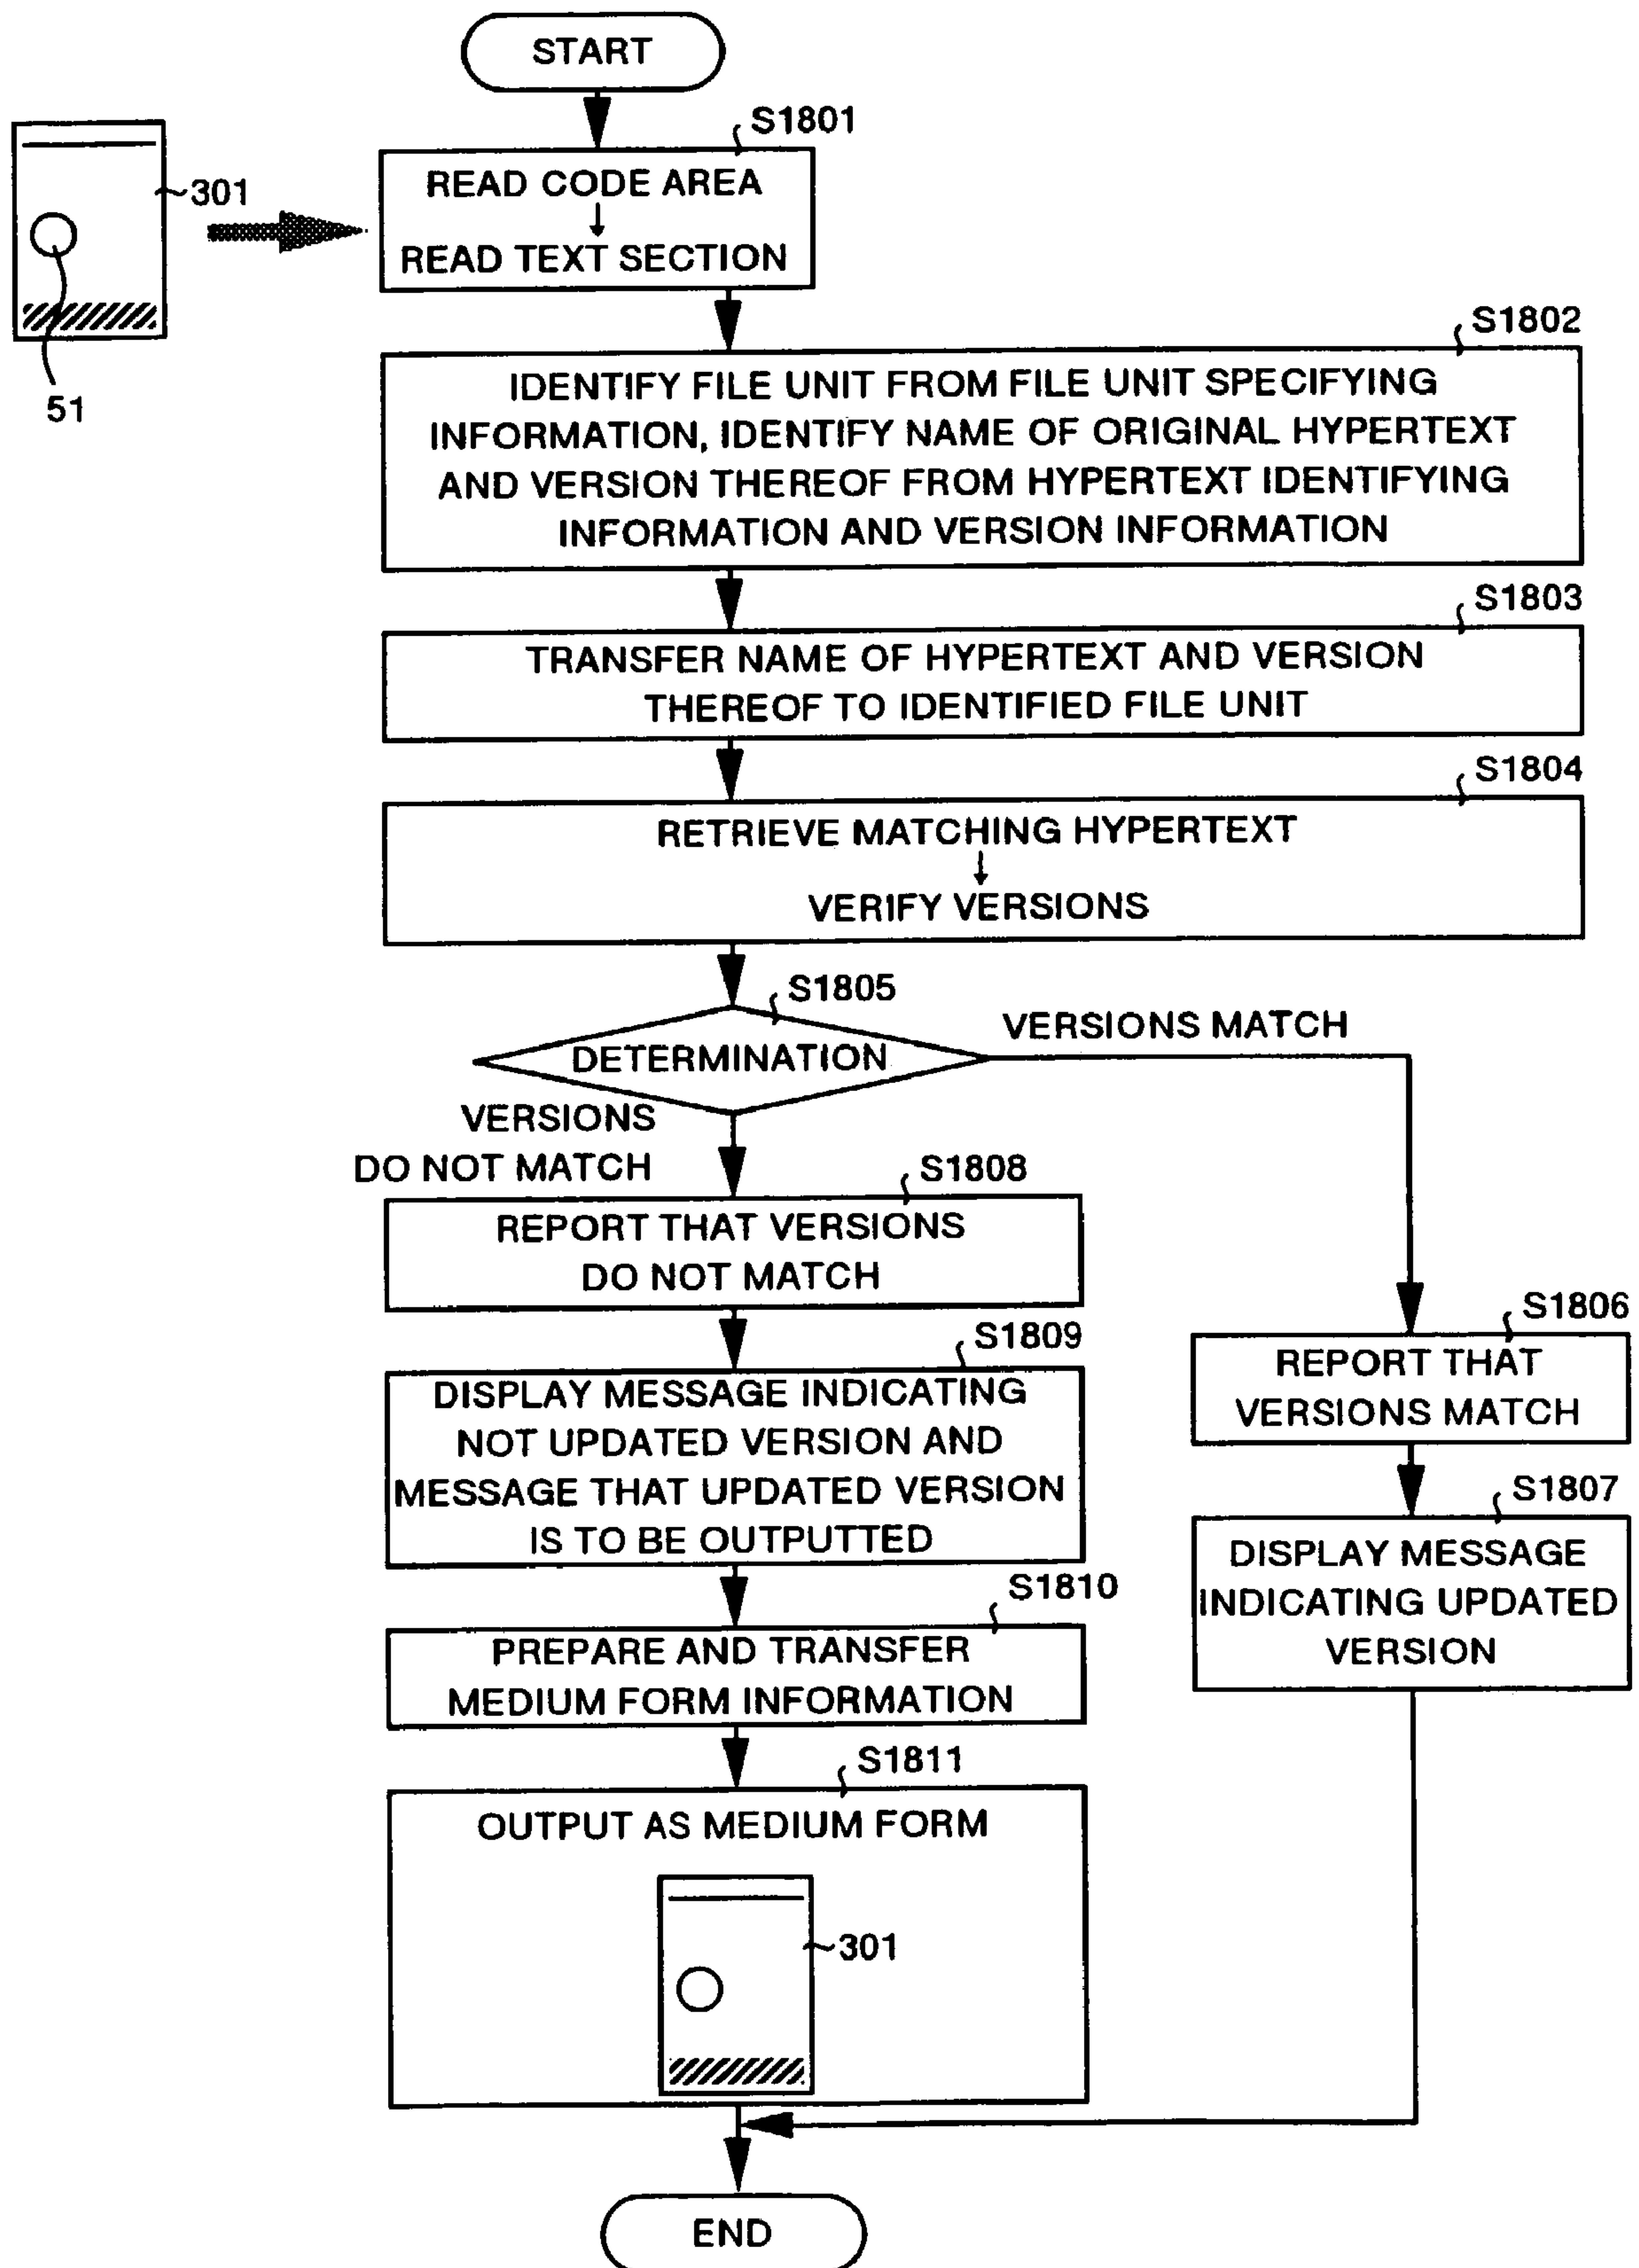 START
S1801
301
READ CODE AREA
READ TEXT SECTION
51
S1802
IDENTIFY FILE UNIT FROM FILE UNIT SPECIFYING
INFORMATION, IDENTIFY NAME OF ORIGINAL HYPERTEXT
AND VERSION THEREOF FROM HYPERTEXT IDENTIFYING
INFORMATION AND VERSION INFORMATION
S1803
TRANSFER NAME OF HYPERTEXT AND VERSION
THEREOF TO IDENTIFIED FILE UNIT
S1804
RETRIEVE MATCHING HYPERTEXT
VERIFY VERSIONS
S1805
DETERMINATION
VERSIONS MATCH
VERSIONS
DO NOT MATCH
S1808
REPORT THAT VERSIONS
DO NOT MATCH
S1809
DISPLAY MESSAGE INDICATING
NOT UPDATED VERSION AND
MESSAGE THAT UPDATED VERSION
IS TO BE OUTPUTTED
S1806
REPORT THAT
VERSIONS MATCH
S1807
DISPLAY MESSAGE
INDICATING UPDATED
VERSION
S1810
PREPARE AND TRANSFER
MEDIUM FORM INFORMATION
S1811
OUTPUT AS MEDIUM FORM
301
END